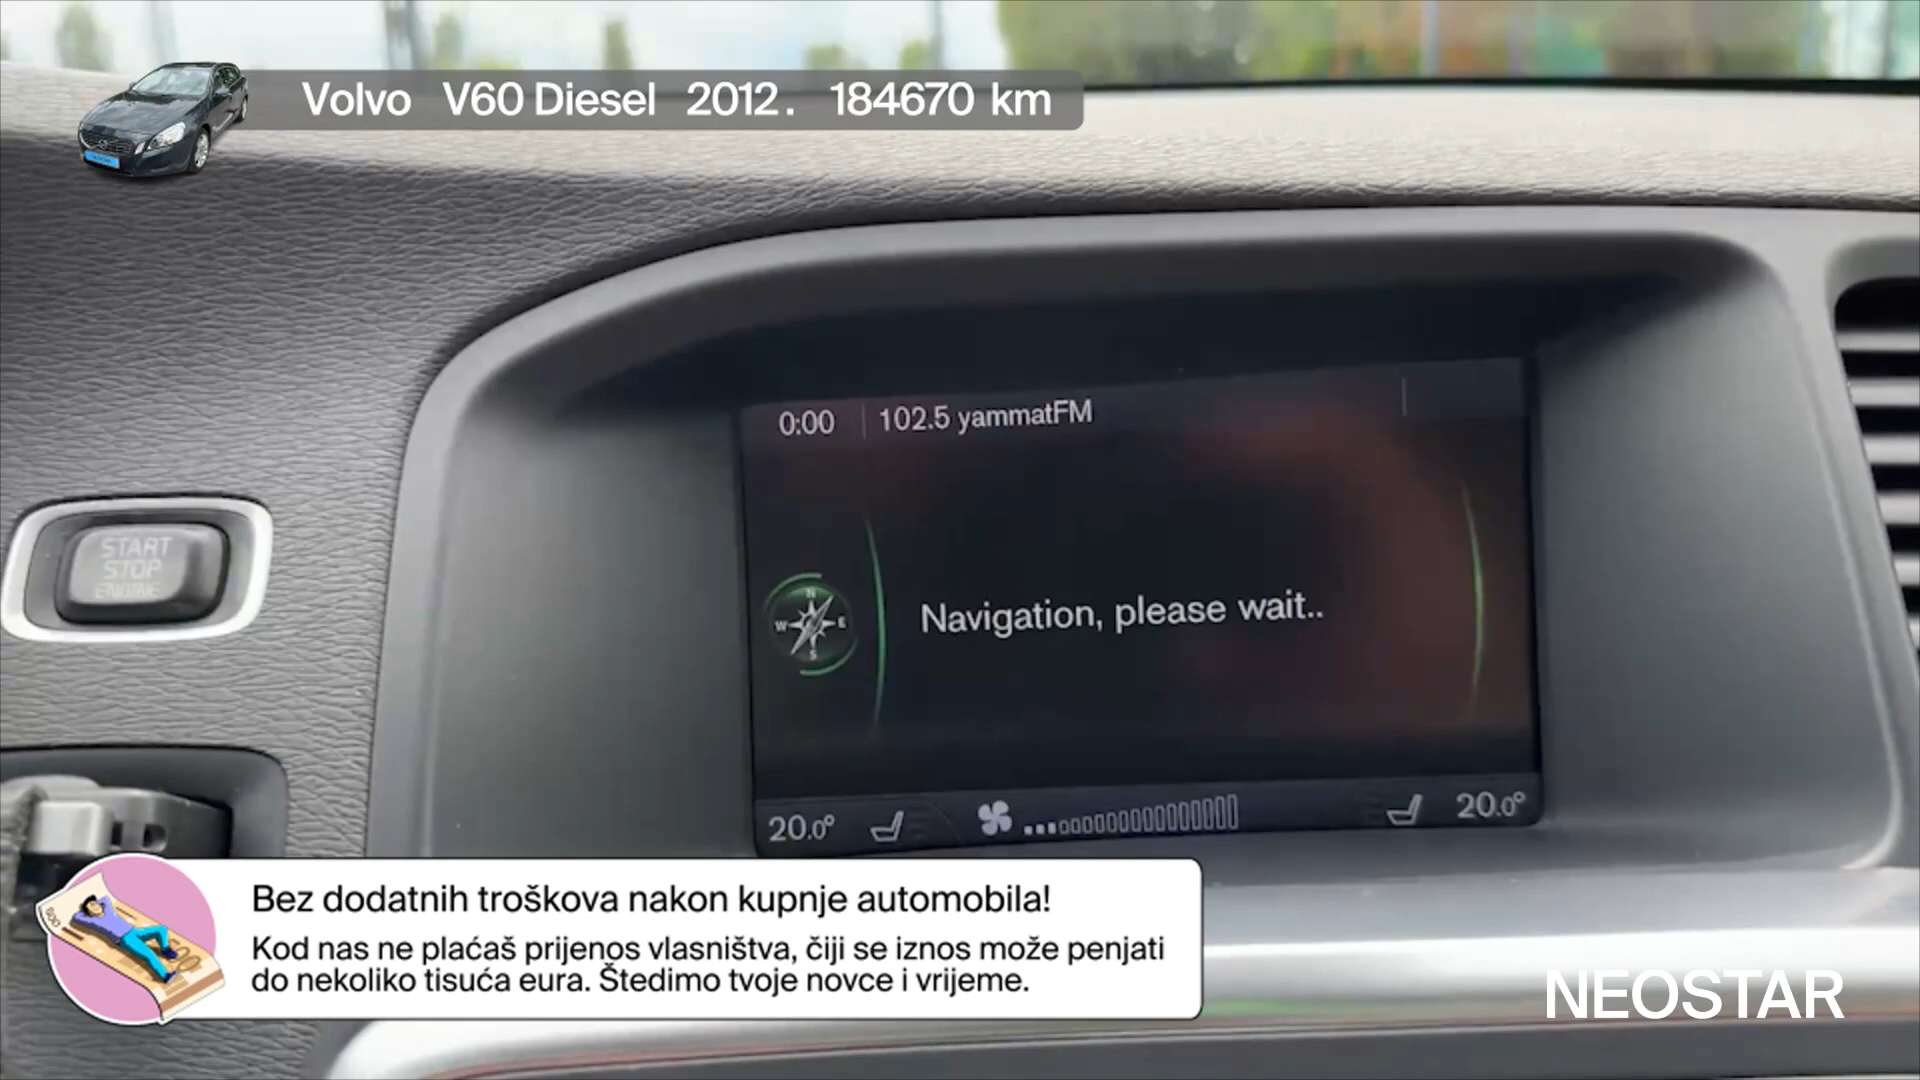 Volvo V60 Diesel 2012. 184670 km
0:00 102.5 yammatFM
START
STOP
ENGINE
N
W E
S
Navigation, please wait..
20.0° 20.0°
Bez dodatnih troškova nakon kupnje automobila!
Kod nas ne plaćaš prijenos vlasništva, čiji se iznos može penjati
do nekoliko tisuća eura. Štedimo tvoje novce i vrijeme.
NEOSTAR